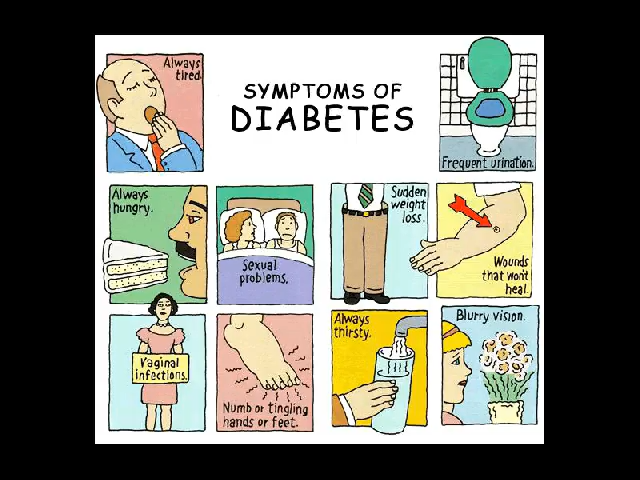 Always
tired.
SYMPTOMS OF
DIABETES
Frequent urination.
Always
hungry.
Sexual
problems.
Sudden
weight
loss.
Wounds
that won't
heal.
Vaginal
infections.
Numb or tingling
hands or feet.
Always
thirsty.
Blurry vision.